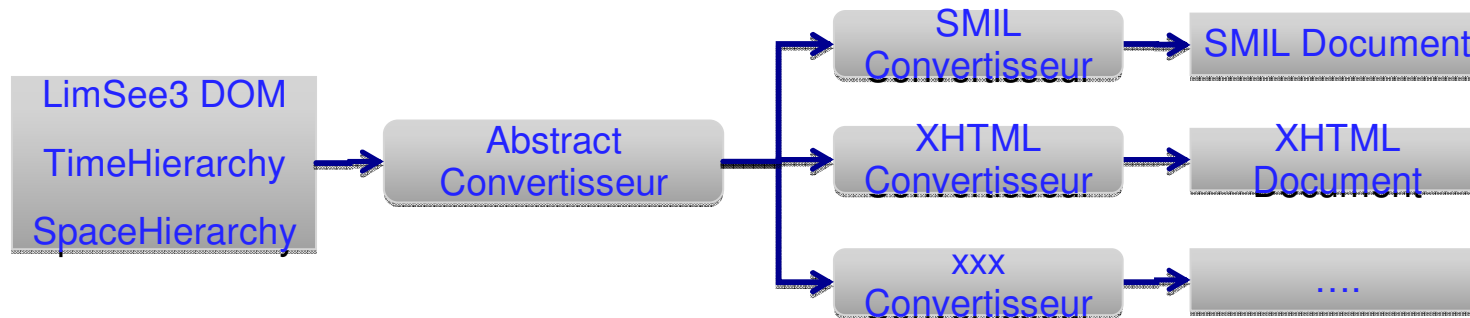 LimSee3 DOM
TimeHierarchy
SpaceHierarchy
Abstract
Convertisseur
SMIL
Convertisseur
SMIL Document
XHTML
Convertisseur
XHTML
Document
xxx
Convertisseur
....